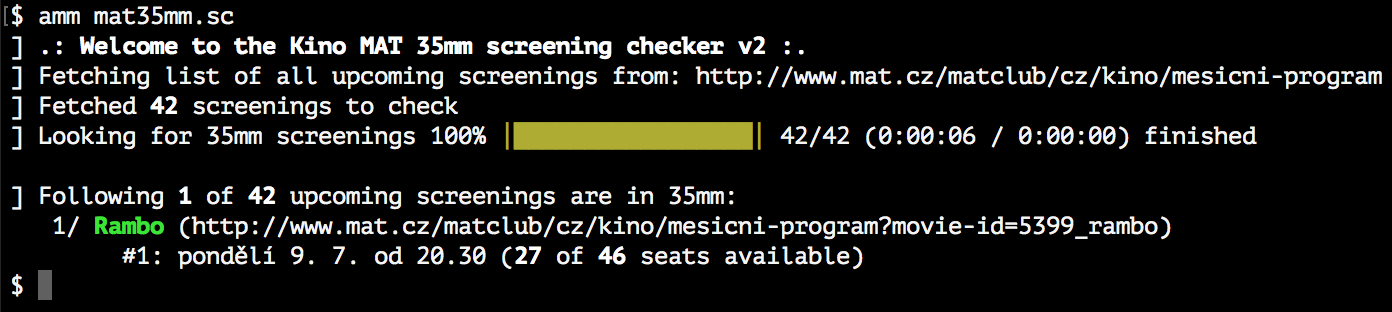 $ amm mat35mm.sc
] .: Welcome to the Kino MAT 35mm screening checker v2 :.
] Fetching list of all upcoming screenings from: http://www.mat.cz/matclub/cz/kino/mesicni-program
] Fetched 42 screenings to check
] Looking for 35mm screenings 100% | | 42/42 (0:00:06 / 0:00:00) finished
] Following 1 of 42 upcoming screenings are in 35mm:
1/ Rambo (http://www.mat.cz/matclub/cz/kino/mesicni-program?movie-id=5399_rambo)
#1: pondělí 9. 7. od 20.30 (27 of 46 seats available)
$